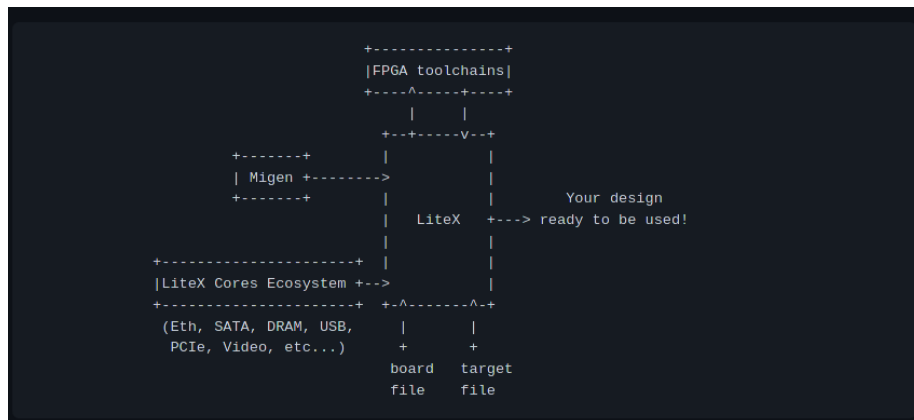 +---------------+
|FPGA toolchains|
+----^-----+----+
|     |
+--+-----v--+
+-------+        |           |
| Migen +-------->           |
+-------+        |           |        Your design
|   LiteX   +---> ready to be used!
|           |
+----------------------+  |           |
|LiteX Cores Ecosystem +-->           |
+----------------------+  +-^-------^-+
(Eth, SATA, DRAM, USB,     |       |
PCIe, Video, etc...)      +       +
board   target
file    file